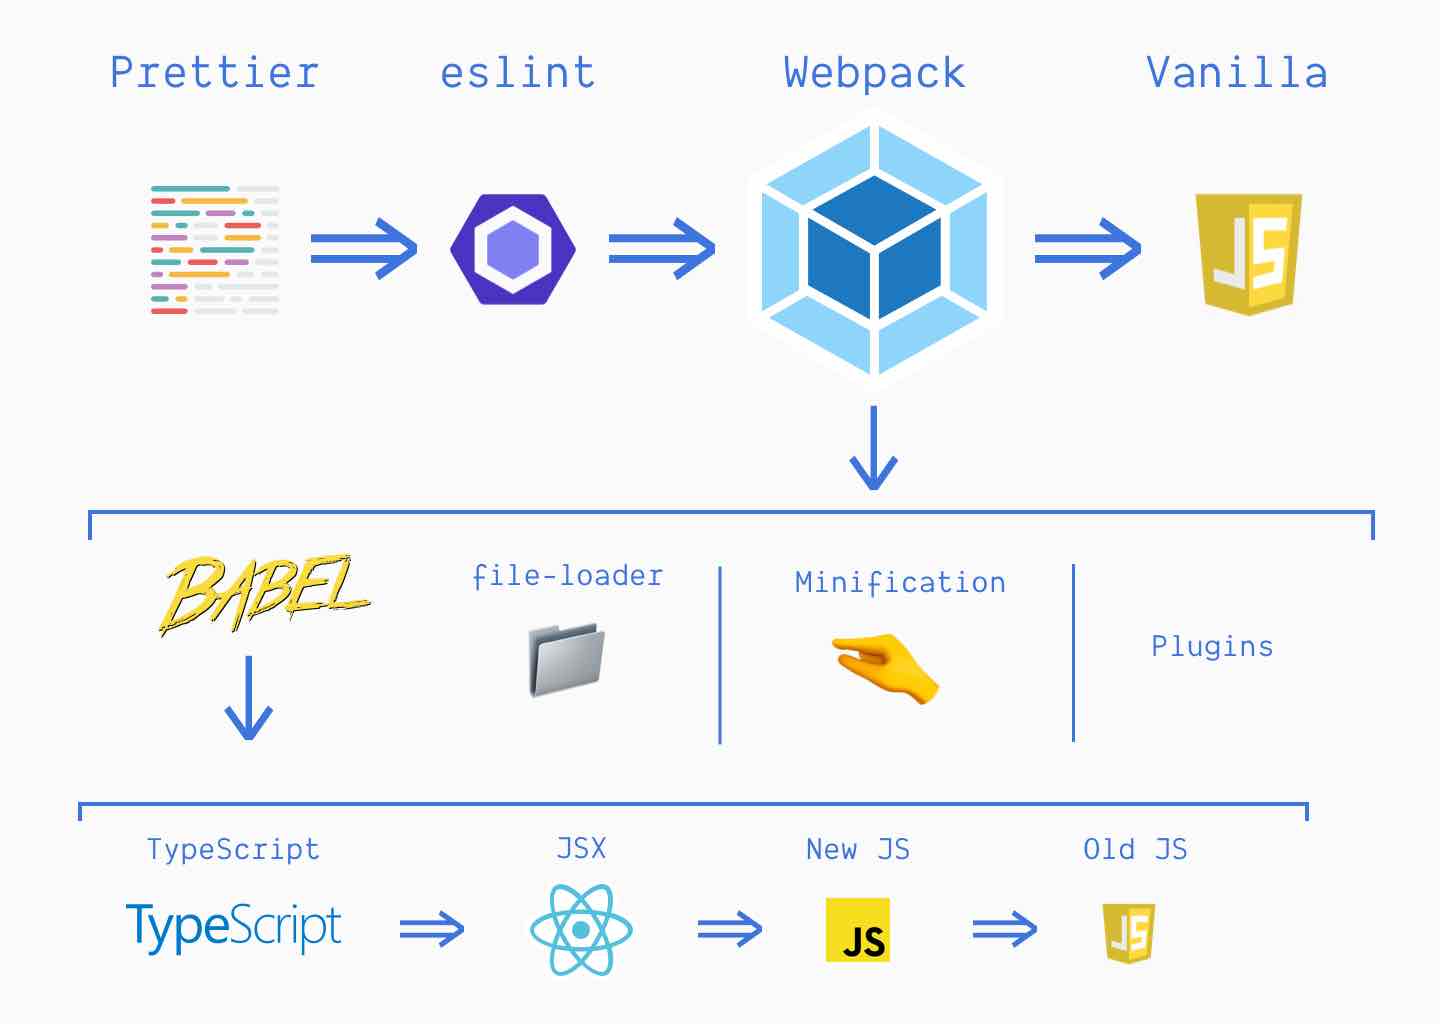 Prettier eslint Webpack Vanilla
JS
BABEL
file-loader
Minification
Plugins
TypeScript JSX New JS Old JS
TypeScript
JS
JS